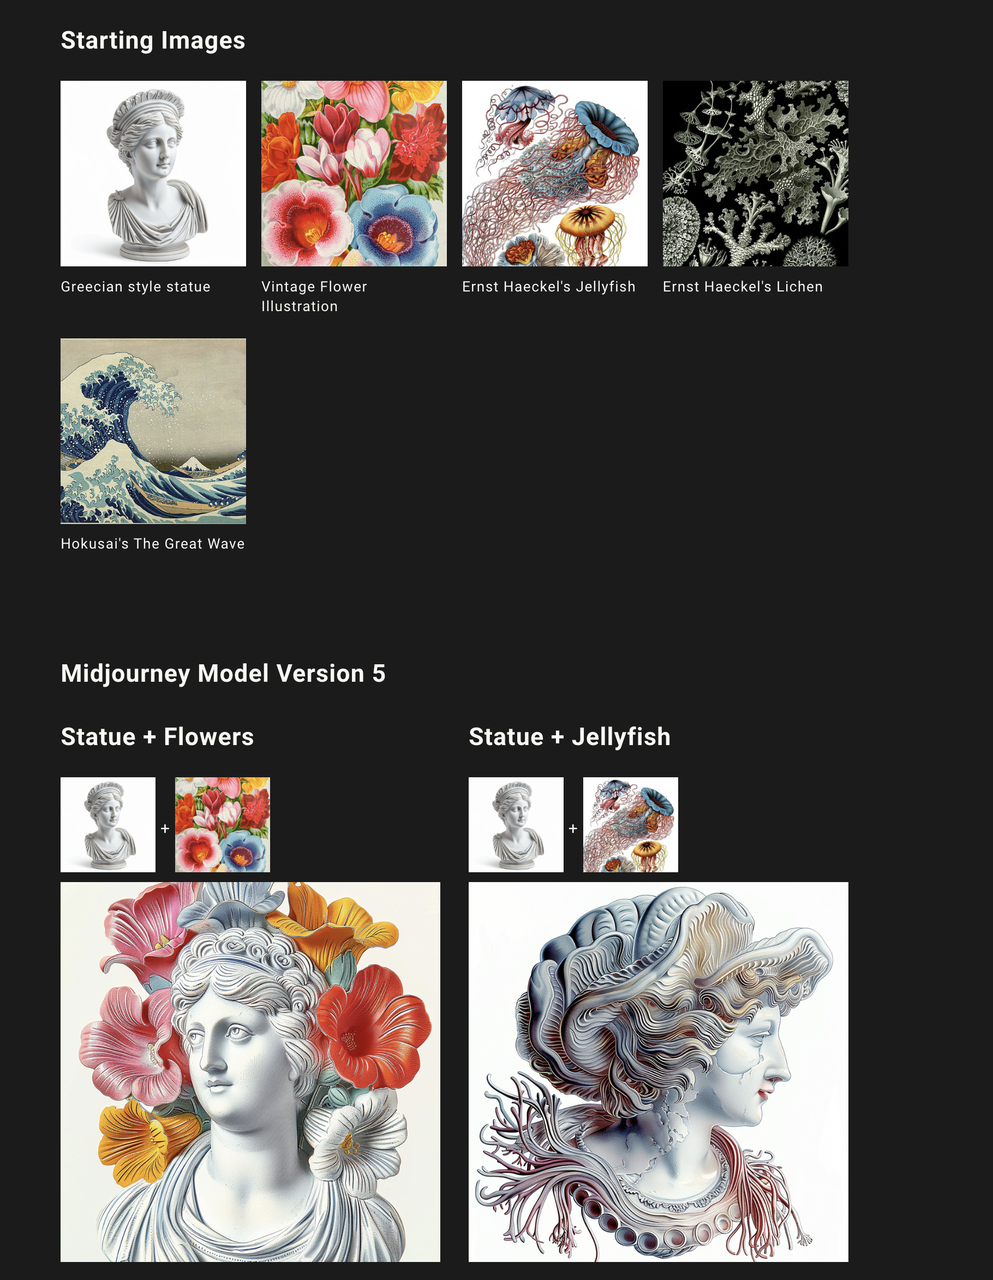 Starting Images
Greecian style statue
Vintage Flower
Illustration
Ernst Haeckel's Jellyfish
Ernst Haeckel's Lichen
Hokusai's The Great Wave
Midjourney Model Version 5
Statue + Flowers
Statue + Jellyfish
+
+